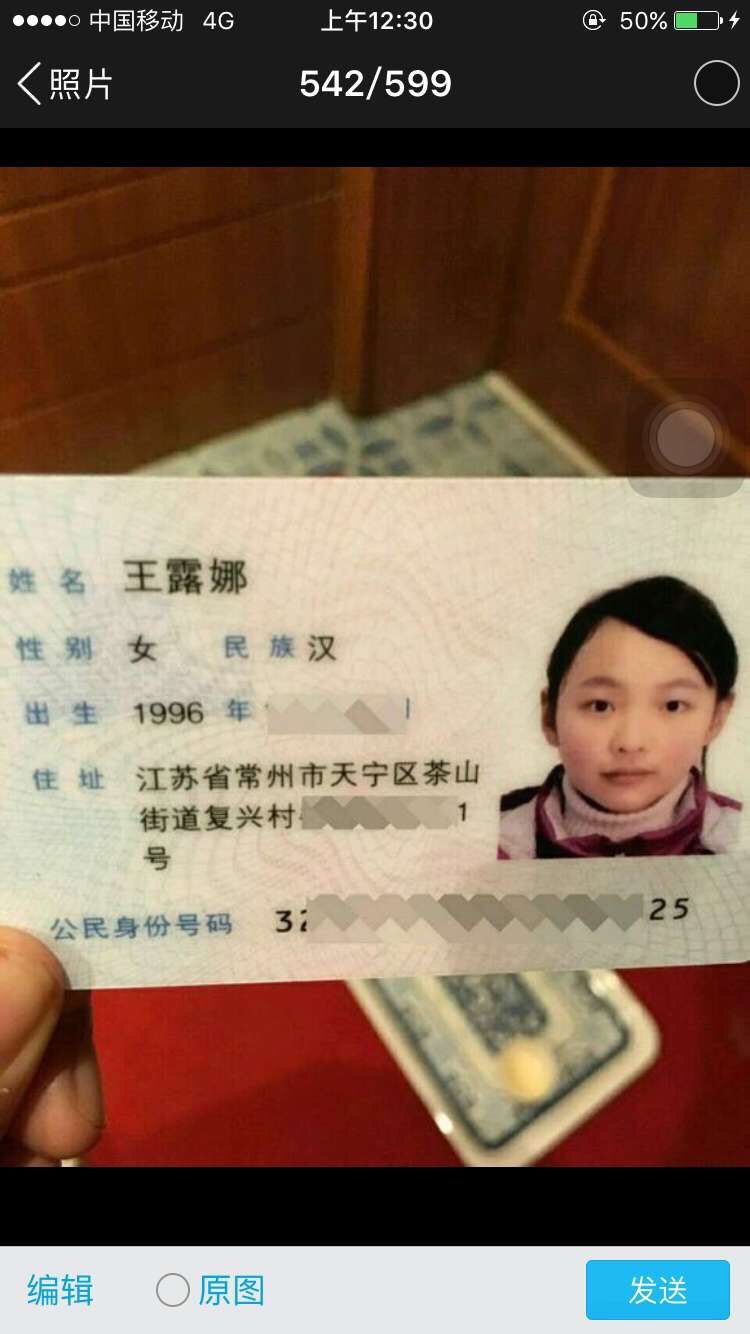 中国移动 4G 上午12:30 50%
照片 542/599
姓名 王露娜
性别 女 民族 汉
出生 1996 年
住址 江苏省常州市天宁区茶山
街道复兴村 1
号
公民身份号码 32 25
编辑 原图 发送